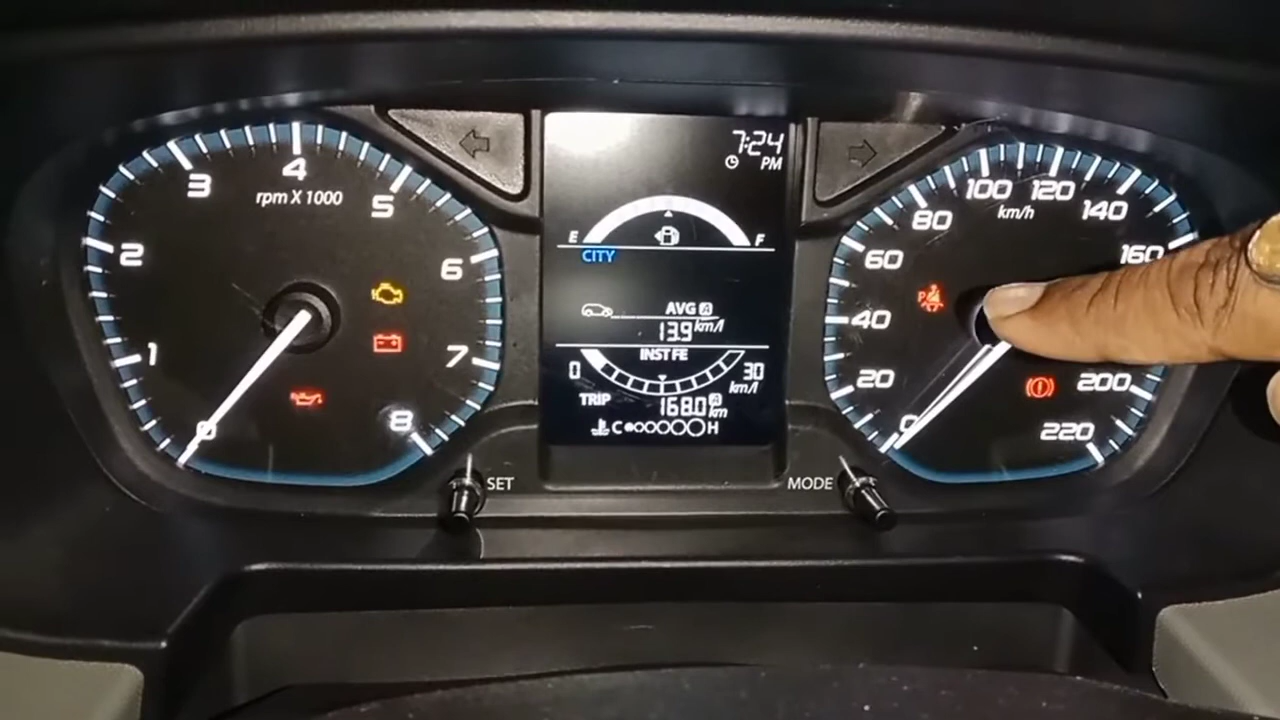 1
2
3
4
5
6
7
8
0
rpm X 1000
SET
7:24
PM
E F
CITY
AVG A
13.9 km/l
INST FE
0 30
km/l
TRIP 168.0 A km
C H
MODE
0
20
40
60
80
100
120
140
160
200
220
km/h
P